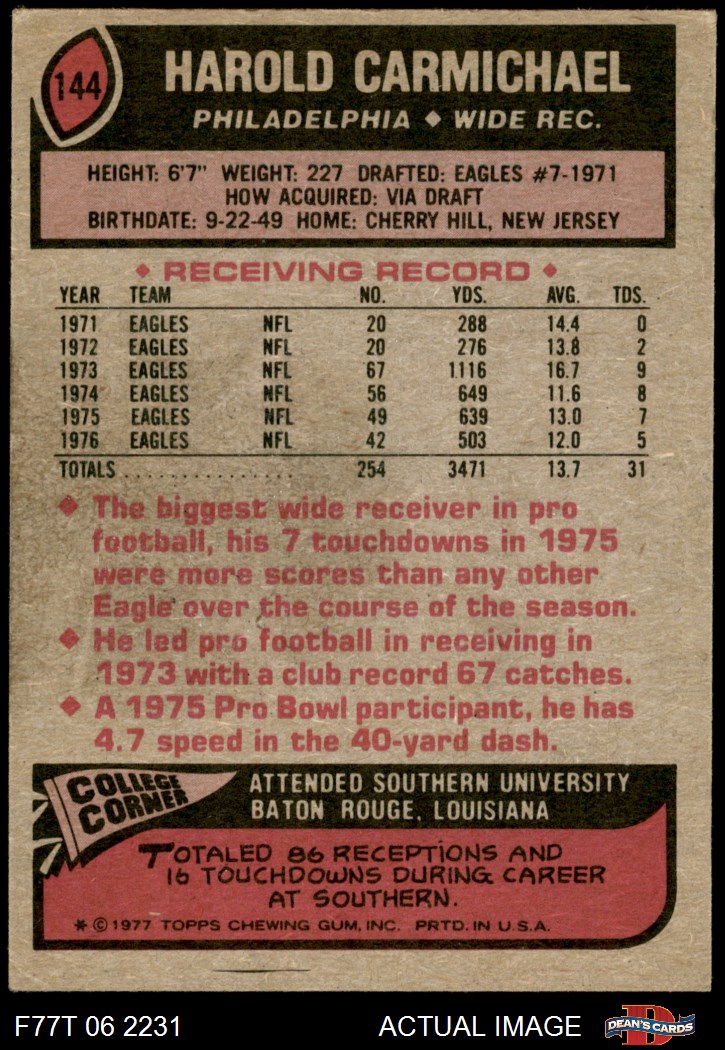 144
HAROLD CARMICHAEL
PHILADELPHIA ♦ WIDE REC.
HEIGHT: 6'7" WEIGHT: 227 DRAFTED: EAGLES #7-1971
HOW ACQUIRED: VIA DRAFT
BIRTHDATE: 9-22-49 HOME: CHERRY HILL, NEW JERSEY
♦ RECEIVING RECORD ♦
YEAR TEAM NO. YDS. AVG. TDS.
1971 EAGLES NFL 20 288 14.4 0
1972 EAGLES NFL 20 276 13.8 2
1973 EAGLES NFL 67 1116 16.7 9
1974 EAGLES NFL 56 649 11.6 8
1975 EAGLES NFL 49 639 13.0 7
1976 EAGLES NFL 42 503 12.0 5
TOTALS ................ 254 3471 13.7 31
♦ The biggest wide receiver in pro
football, his 7 touchdowns in 1975
were more scores than any other
Eagle over the course of the season.
♦ He led pro football in receiving in
1973 with a club record 67 catches.
♦ A 1975 Pro Bowl participant, he has
4.7 speed in the 40-yard dash.
COLLEGE
CORNER
ATTENDED SOUTHERN UNIVERSITY
BATON ROUGE, LOUISIANA
TOTALED 86 RECEPTIONS AND
16 TOUCHDOWNS DURING CAREER
AT SOUTHERN.
* © 1977 TOPPS CHEWING GUM, INC. PRTD. IN U.S.A.
F77T 06 2231 ACTUAL IMAGE
D
DEAN'S CARDS